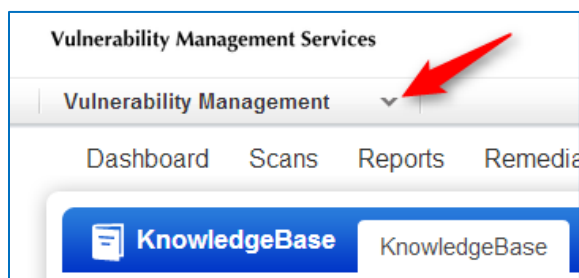 Vulnerability Management Services
Vulnerability Management
Dashboard Scans Reports
KnowledgeBase KnowledgeBase